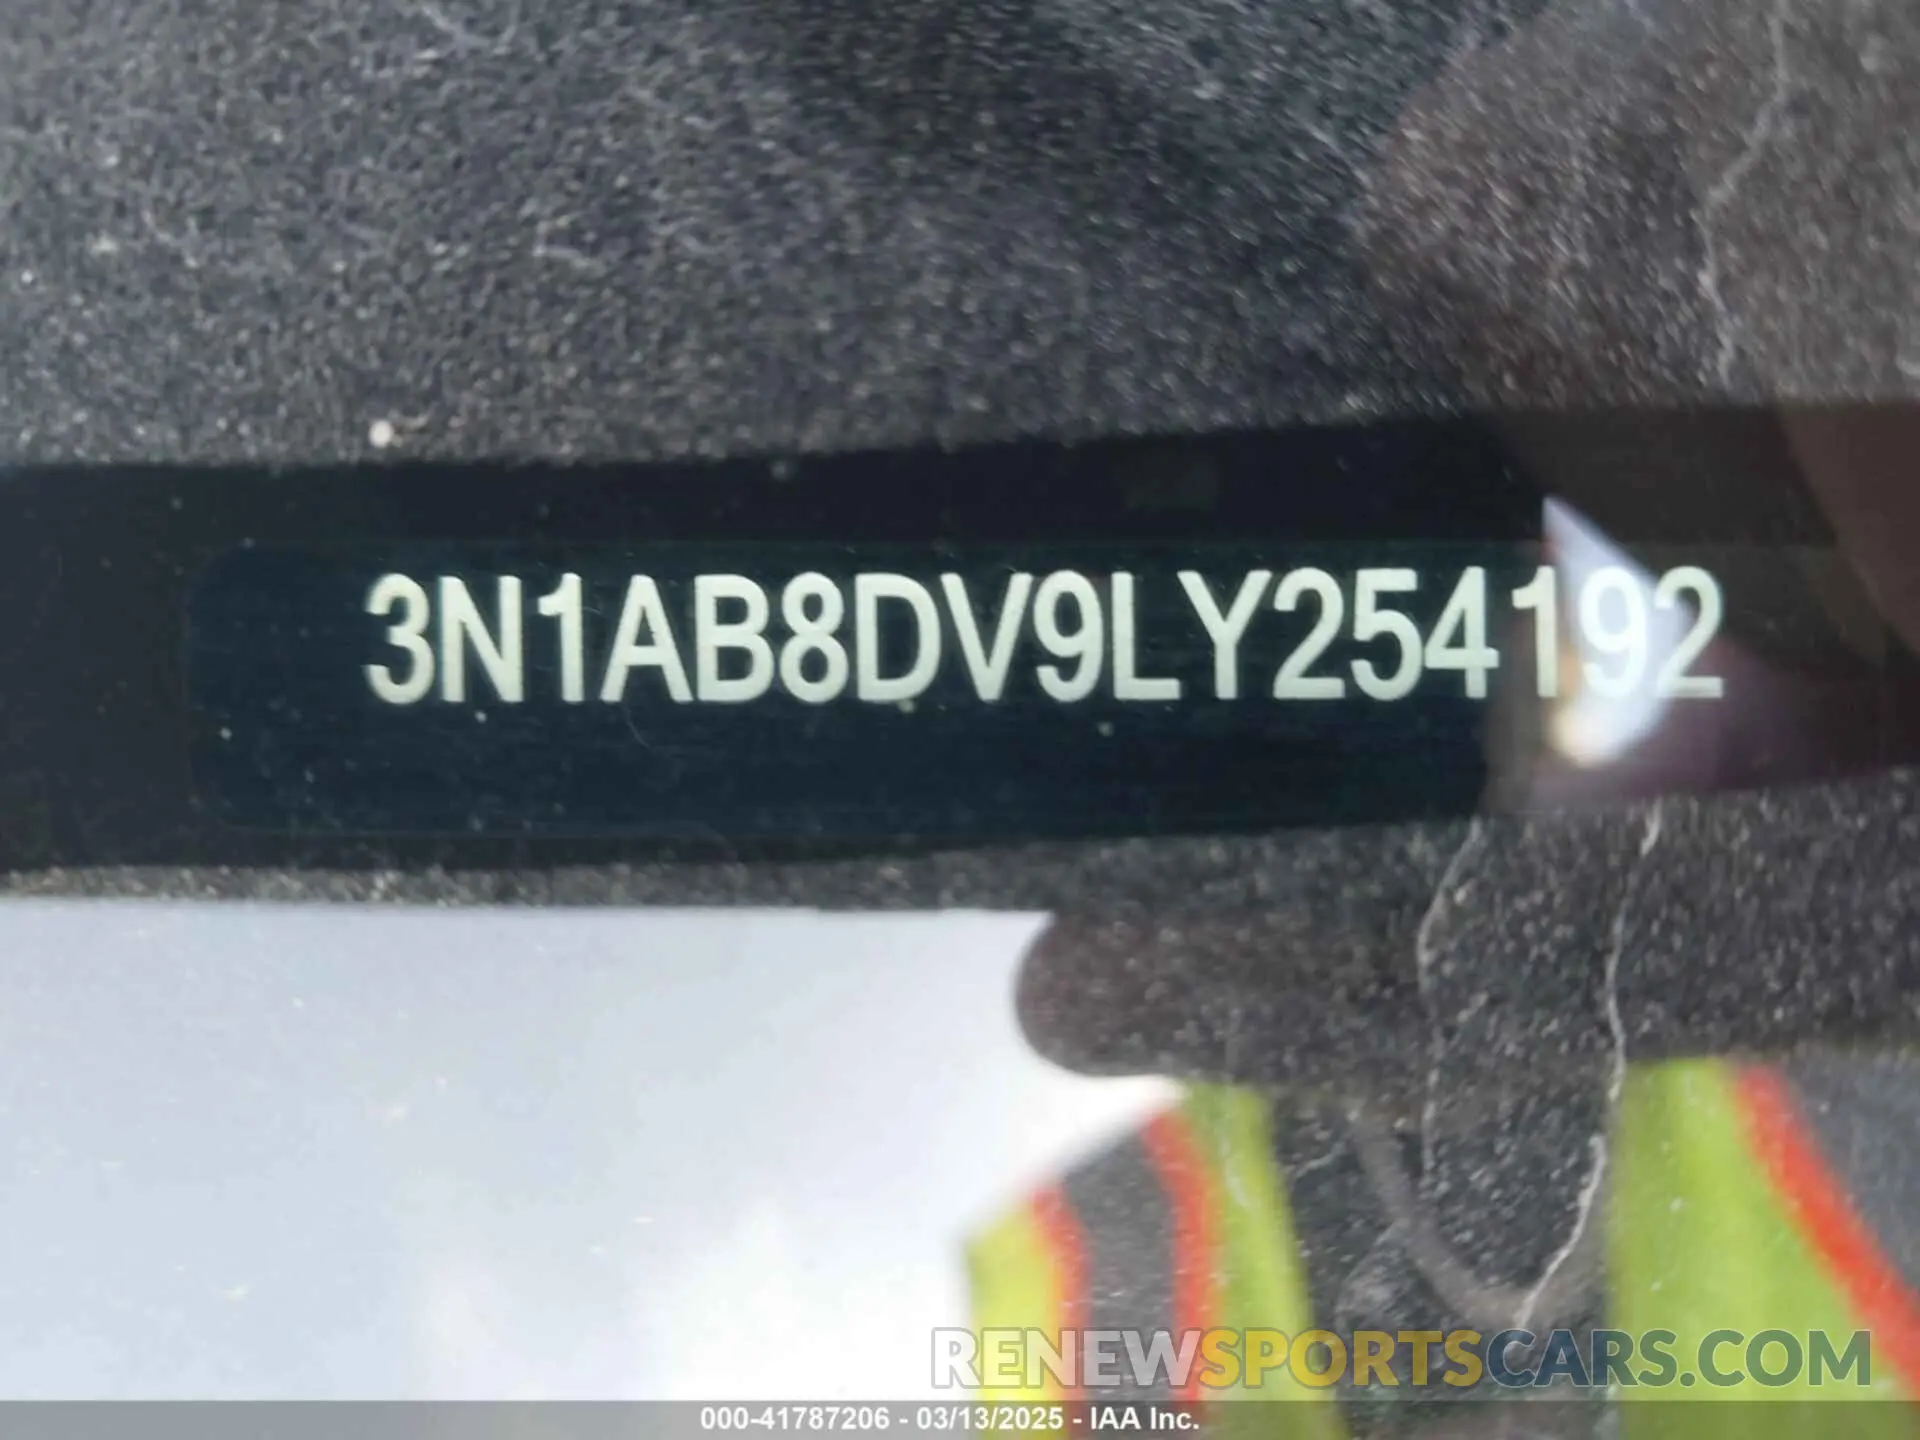 3N1AB8DV9LY254192
RENEWSPORTSCARS.COM
000-41787206 - 03/13/2025 - IAA Inc.